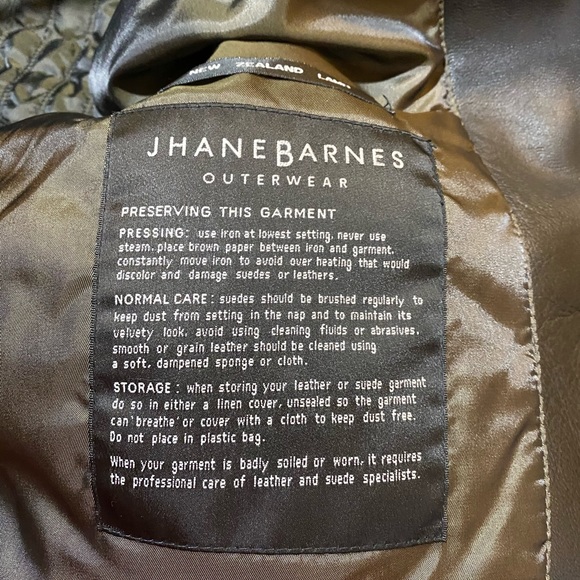 NEW ZEALAND LAMB
JHANEBARNES
OUTERWEAR
PRESERVING THIS GARMENT
PRESSING: use iron at lowest setting, never use
steam. place brown paper between iron and garment.
constantly move iron to avoid over heating that would
discolor and damage suedes or leathers.
NORMAL CARE: suedes should be brushed regularly to
keep dust from setting in the nap and to maintain its
velvety look. avoid using cleaning fluids or abrasives.
smooth or grain leather should be cleaned using
a soft, dampened sponge or cloth.
STORAGE: when storing your leather or suede garment
do so in either a linen cover, unsealed so the garment
can 'breathe' or cover with a cloth to keep dust free.
Do not place in plastic bag.
When your garment is badly soiled or worn, it requires
the professional care of leather and suede specialists.